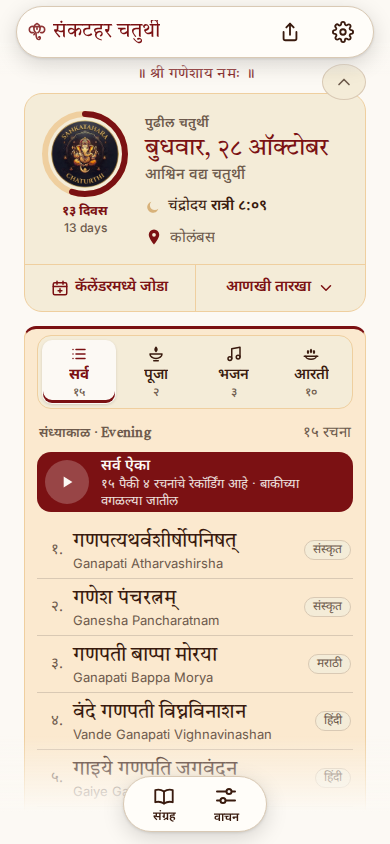 संकटहर चतुर्थी
॥ श्री गणेशाय नमः ॥
SANKATAHARA
CHATURTHI
पुढील चतुर्थी
बुधवार, २८ ऑक्टोबर
आश्विन वद्य चतुर्थी
चंद्रोदय रात्री ८:०९
कोलंबस
१३ दिवस
13 days
कॅलेंडरमध्ये जोडा
आणखी तारखा
सर्व
१५
पूजा
२
भजन
३
आरती
१०
संध्याकाळ · Evening
१५ रचना
सर्व ऐका
१५ पैकी ४ रचनांचे रेकॉर्डिंग आहे · बाकीच्या
वगळल्या जातील
१. गणपत्यथर्वशीर्षोपनिषत् संस्कृत
Ganapati Atharvashirsha
२. गणेश पंचरत्नम् संस्कृत
Ganesha Pancharatnam
३. गणपती बाप्पा मोरया मराठी
Ganapati Bappa Morya
४. वंदे गणपती विघ्नविनाशन हिंदी
Vande Ganapati Vighnavinashan
५. गाइये गणपति जगवंदन हिंदी
Gaiye
संग्रह
वाचन